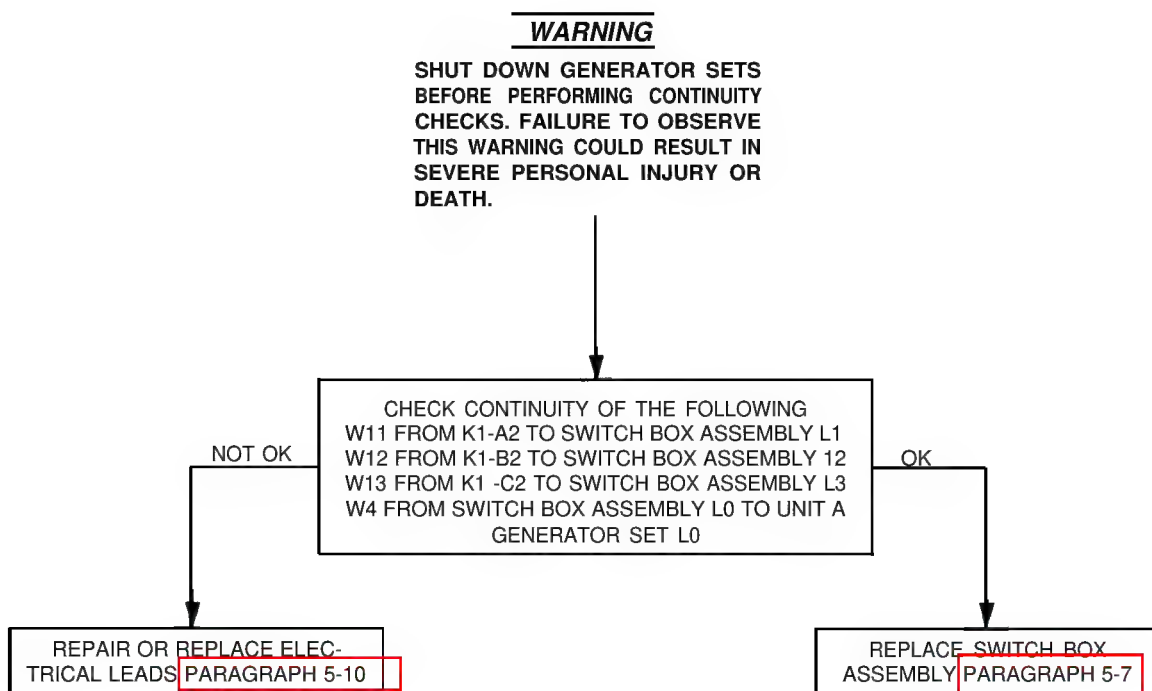 WARNING
SHUT DOWN GENERATOR SETS
BEFORE PERFORMING CONTINUITY
CHECKS. FAILURE TO OBSERVE
THIS WARNING COULD RESULT IN
SEVERE PERSONAL INJURY OR
DEATH.
CHECK CONTINUITY OF THE FOLLOWING
W11 FROM K1-A2 TO SWITCH BOX ASSEMBLY L1
W12 FROM K1-B2 TO SWITCH BOX ASSEMBLY 12
W13 FROM K1 -C2 TO SWITCH BOX ASSEMBLY L3
W4 FROM SWITCH BOX ASSEMBLY L0 TO UNIT A
GENERATOR SET L0
NOT OK
OK
REPAIR OR REPLACE ELEC-
TRICAL LEADS PARAGRAPH 5-10
REPLACE SWITCH BOX
ASSEMBLY PARAGRAPH 5-7